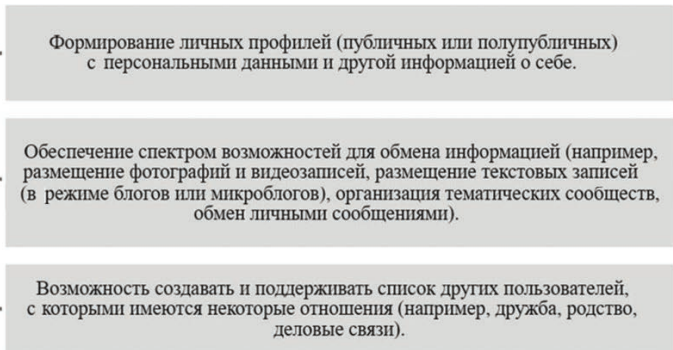 Формирование личных профилей (публичных или полупубличных)
с персональными данными и другой информацией о себе.
Обеспечение спектром возможностей для обмена информацией (например,
размещение фотографий и видеозаписей, размещение текстовых записей
(в режиме блогов или микроблогов), организация тематических сообществ,
обмен личными сообщениями).
Возможность создавать и поддерживать список других пользователей,
с которыми имеются некоторые отношения (например, дружба, родство,
деловые связи).